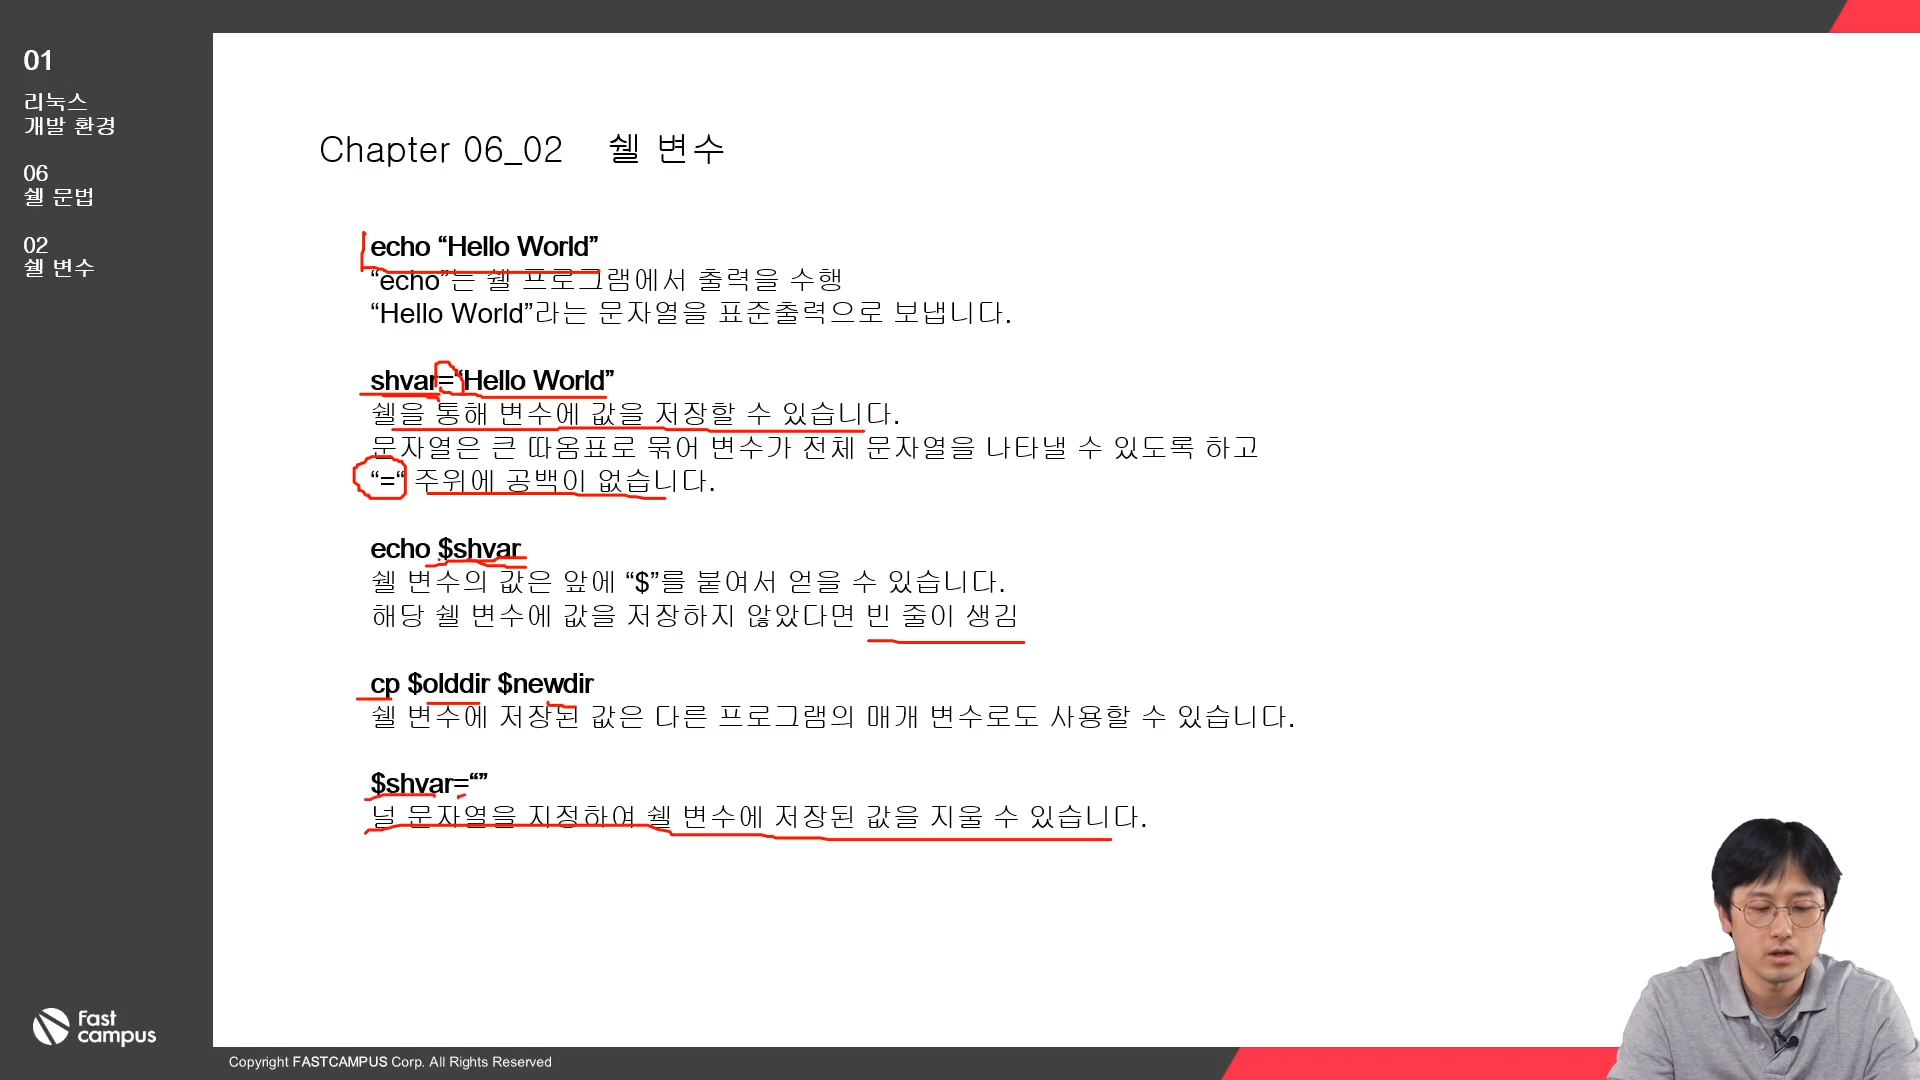 01
리눅스
개발 환경
06
쉘 문법
02
쉘 변수
Chapter 06_02 쉘 변수
echo “Hello World”
“echo”는 쉘 프로그램에서 출력을 수행
“Hello World”라는 문자열을 표준출력으로 보냅니다.
shvar=“Hello World”
쉘을 통해 변수에 값을 저장할 수 있습니다.
문자열은 큰 따옴표로 묶어 변수가 전체 문자열을 나타낼 수 있도록 하고
“=“ 주위에 공백이 없습니다.
echo $shvar
쉘 변수의 값은 앞에 “$”를 붙여서 얻을 수 있습니다.
해당 쉘 변수에 값을 저장하지 않았다면 빈 줄이 생김
cp $olddir $newdir
쉘 변수에 저장된 값은 다른 프로그램의 매개 변수로도 사용할 수 있습니다.
$shvar=“”
널 문자열을 지정하여 쉘 변수에 저장된 값을 지울 수 있습니다.
Fast
campus
Copyright FASTCAMPUS Corp. All Rights Reserved